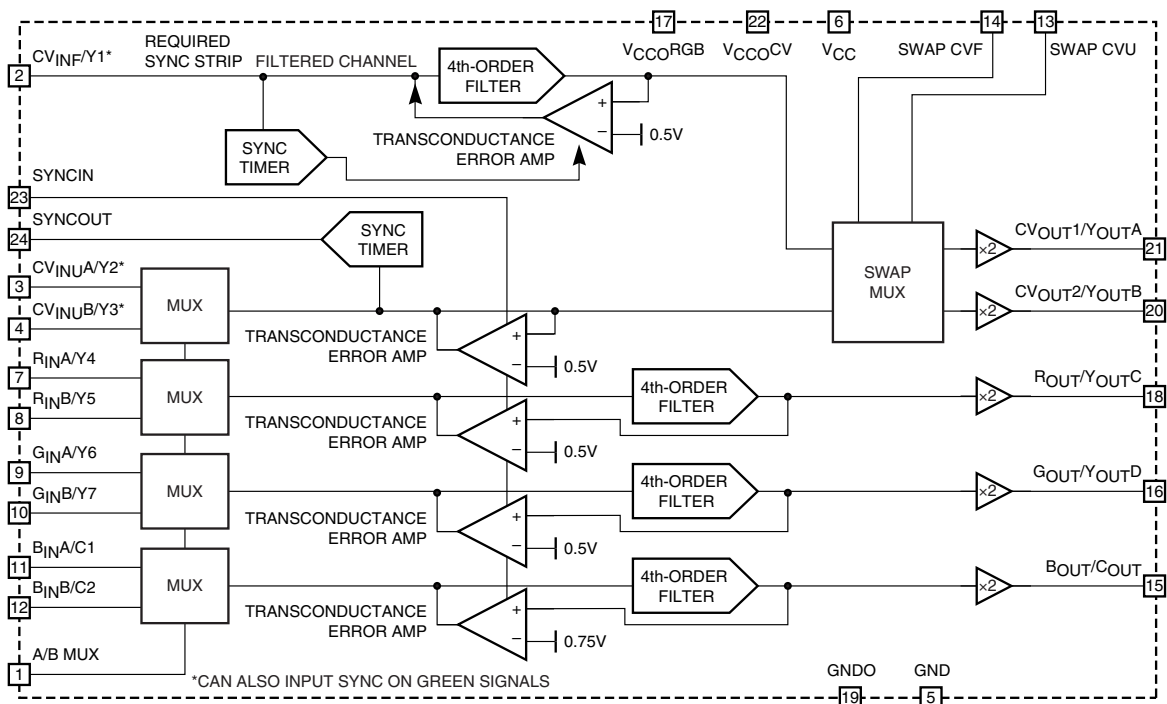 17
22
6
14
13
VCCORGB
VCCOCV
VCC
SWAP CVF
SWAP CVU
CVINF/Y1*
2
REQUIRED
SYNC STRIP
FILTERED CHANNEL
4th-ORDER
FILTER
+
−
0.5V
TRANSCONDUCTANCE
ERROR AMP
SYNC
TIMER
SYNCIN
23
SYNCOUT
24
SYNC
TIMER
CVINUA/Y2*
3
CVINUB/Y3*
4
MUX
TRANSCONDUCTANCE
ERROR AMP
+
−
0.5V
SWAP
MUX
×2
CVOUT1/YOUTA
21
×2
CVOUT2/YOUTB
20
RINA/Y4
7
RINB/Y5
8
MUX
TRANSCONDUCTANCE
ERROR AMP
+
−
0.5V
4th-ORDER
FILTER
×2
ROUT/YOUTC
18
GINA/Y6
9
GINB/Y7
10
MUX
TRANSCONDUCTANCE
ERROR AMP
+
−
0.5V
4th-ORDER
FILTER
×2
GOUT/YOUTD
16
BINA/C1
11
BINB/C2
12
MUX
TRANSCONDUCTANCE
ERROR AMP
+
−
0.75V
4th-ORDER
FILTER
×2
BOUT/COUT
15
A/B MUX
1
*CAN ALSO INPUT SYNC ON GREEN SIGNALS
GNDO
19
GND
5